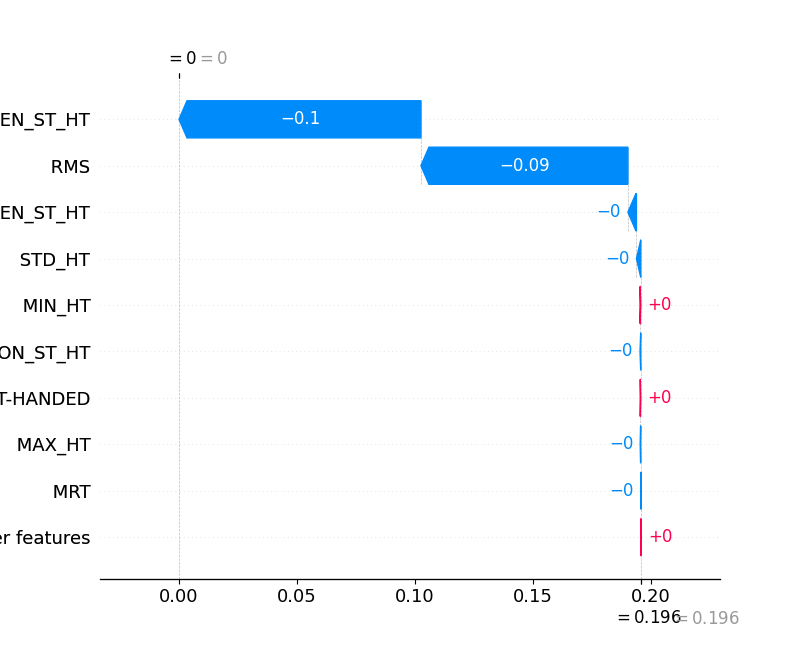 = 0 = 0
EN_ST_HT −0.1
RMS −0.09
EN_ST_HT −0
STD_HT −0
MIN_HT +0
ON_ST_HT −0
T-HANDED +0
MAX_HT −0
MRT −0
er features +0
0.00 0.05 0.10 0.15 0.20
= 0.196 = 0.196